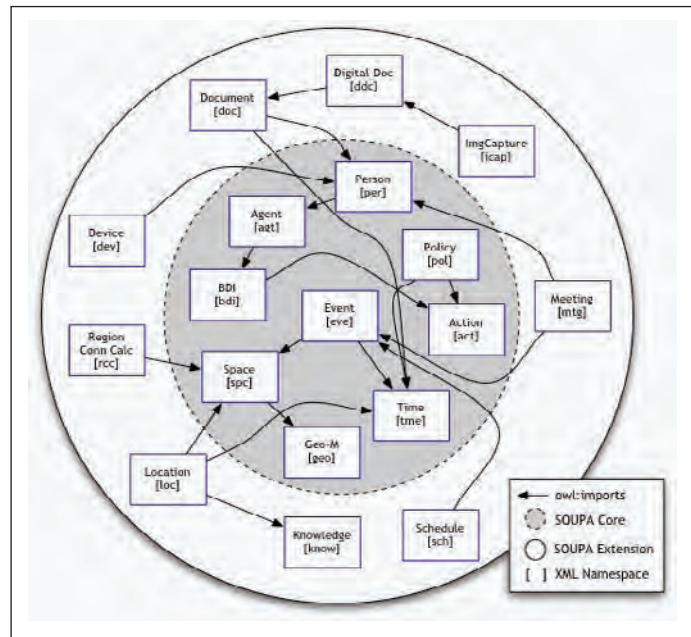 Digital Doc
[ddc]
Document
[doc]
ImgCapture
[icap]
Person
[per]
Agent
[agt]
Device
[dev]
Policy
[pol]
BDI
[bdi]
Meeting
[mtg]
Event
[eve]
Action
[act]
Region
Conn Calc
[rcc]
Space
[spc]
Time
[tme]
Geo-M
[geo]
Location
[loc]
Knowledge
[know]
Schedule
[sch]
owl:imports
SOUPA Core
SOUPA Extension
[ ] XML Namespace